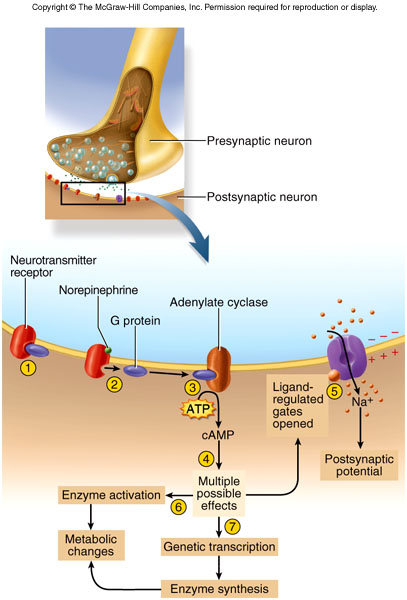 Copyright © The McGraw-Hill Companies, Inc. Permission required for reproduction or display.
Presynaptic neuron
Postsynaptic neuron
Neurotransmitter
receptor
Norepinephrine
G protein
Adenylate cyclase
1
2
3
ATP
cAMP
4
Multiple
possible
effects
Ligand-
regulated
gates
opened
5
Na+
− − −
+ + +
Postsynaptic
potential
Enzyme activation
6
7
Metabolic
changes
Genetic transcription
Enzyme synthesis